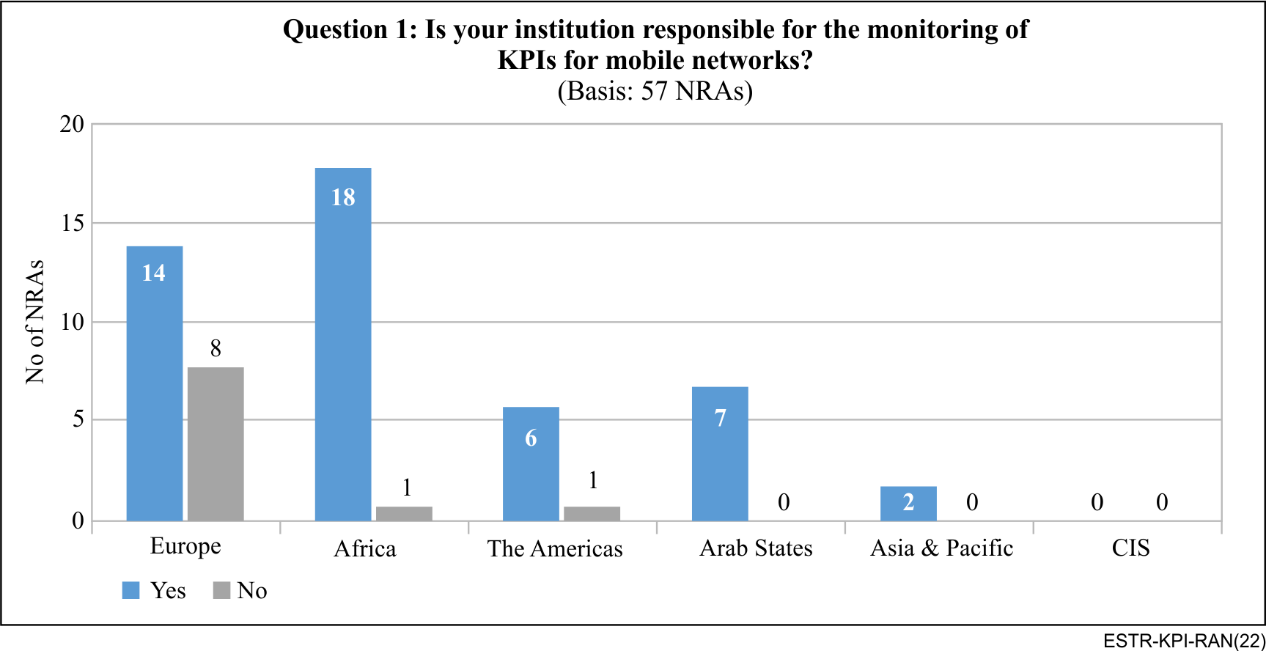 Question 1: Is your institution responsible for the monitoring of
KPIs for mobile networks?
(Basis: 57 NRAs)
No of NRAs
20
15
10
5
0
14
8
18
1
6
1
7
0
2
0
0
0
Europe
Africa
The Americas
Arab States
Asia & Pacific
CIS
Yes
No
ESTR-KPI-RAN(22)